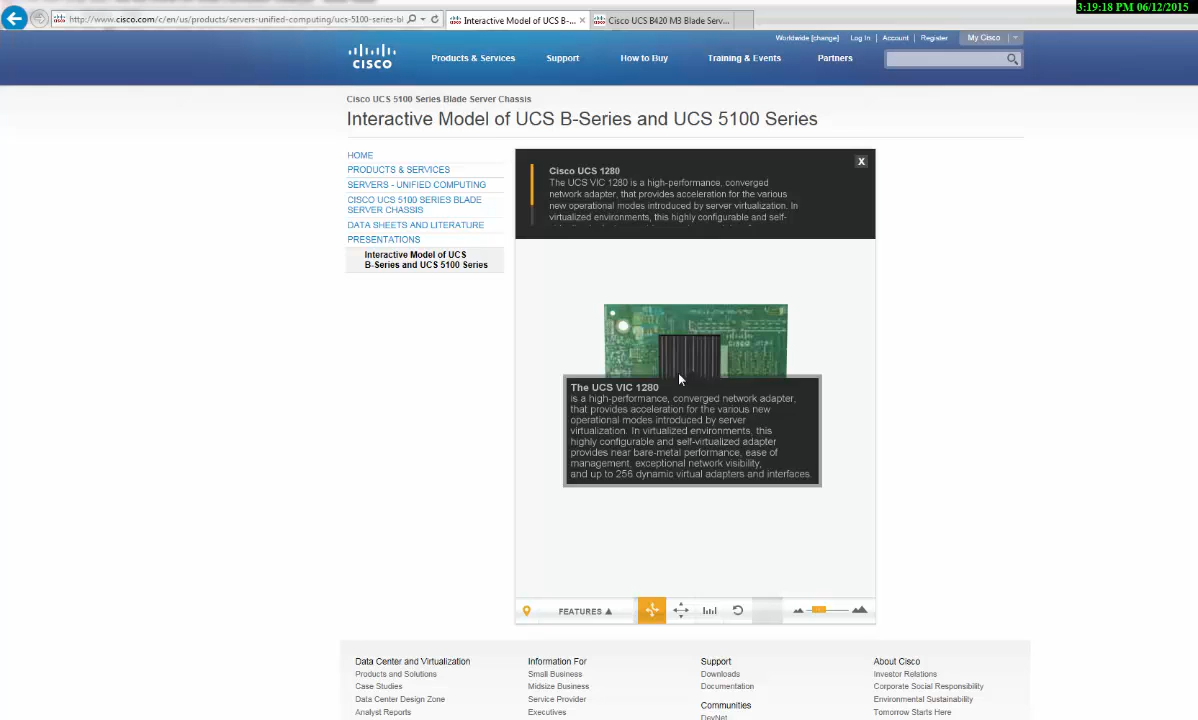 3:19:18 PM 06/12/2015
http://www.cisco.com/c/en/us/products/servers-unified-computing/ucs-5100-series-bl
Interactive Model of UCS B-...
Cisco UCS B420 M3 Blade Serv...
Worldwide [change]
Log In
Account
Register
My Cisco
CISCO
Products & Services
Support
How to Buy
Training & Events
Partners
Cisco UCS 5100 Series Blade Server Chassis
Interactive Model of UCS B-Series and UCS 5100 Series
HOME
PRODUCTS & SERVICES
SERVERS - UNIFIED COMPUTING
CISCO UCS 5100 SERIES BLADE
SERVER CHASSIS
DATA SHEETS AND LITERATURE
PRESENTATIONS
Interactive Model of UCS
B-Series and UCS 5100 Series
X
Cisco UCS 1280
The UCS VIC 1280 is a high-performance, converged
network adapter, that provides acceleration for the various
new operational modes introduced by server virtualization. In
virtualized environments, this highly configurable and self-
CISCO
The UCS VIC 1280
is a high-performance, converged network adapter,
that provides acceleration for the various new
operational modes introduced by server
virtualization. In virtualized environments, this
highly configurable and self-virtualized adapter
provides near bare-metal performance, ease of
management, exceptional network visibility,
and up to 256 dynamic virtual adapters and interfaces.
FEATURES
Data Center and Virtualization
Products and Solutions
Case Studies
Data Center Design Zone
Analyst Reports
Information For
Small Business
Midsize Business
Service Provider
Executives
Support
Downloads
Documentation
Communities
DevNet
About Cisco
Investor Relations
Corporate Social Responsibility
Environmental Sustainability
Tomorrow Starts Here